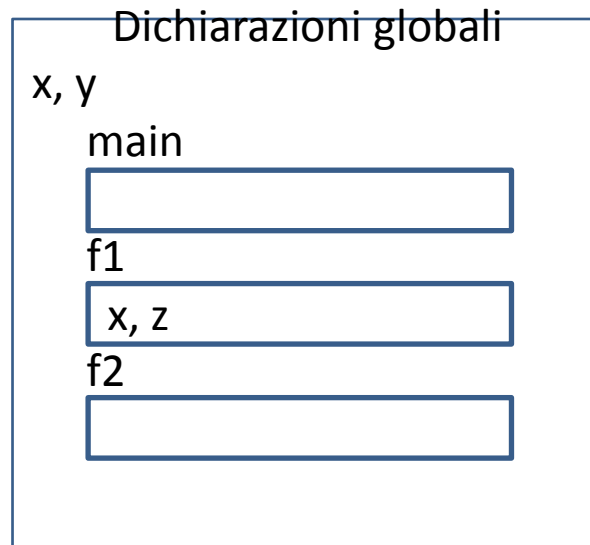 Dichiarazioni globali
x, y
main
f1
x, z
f2